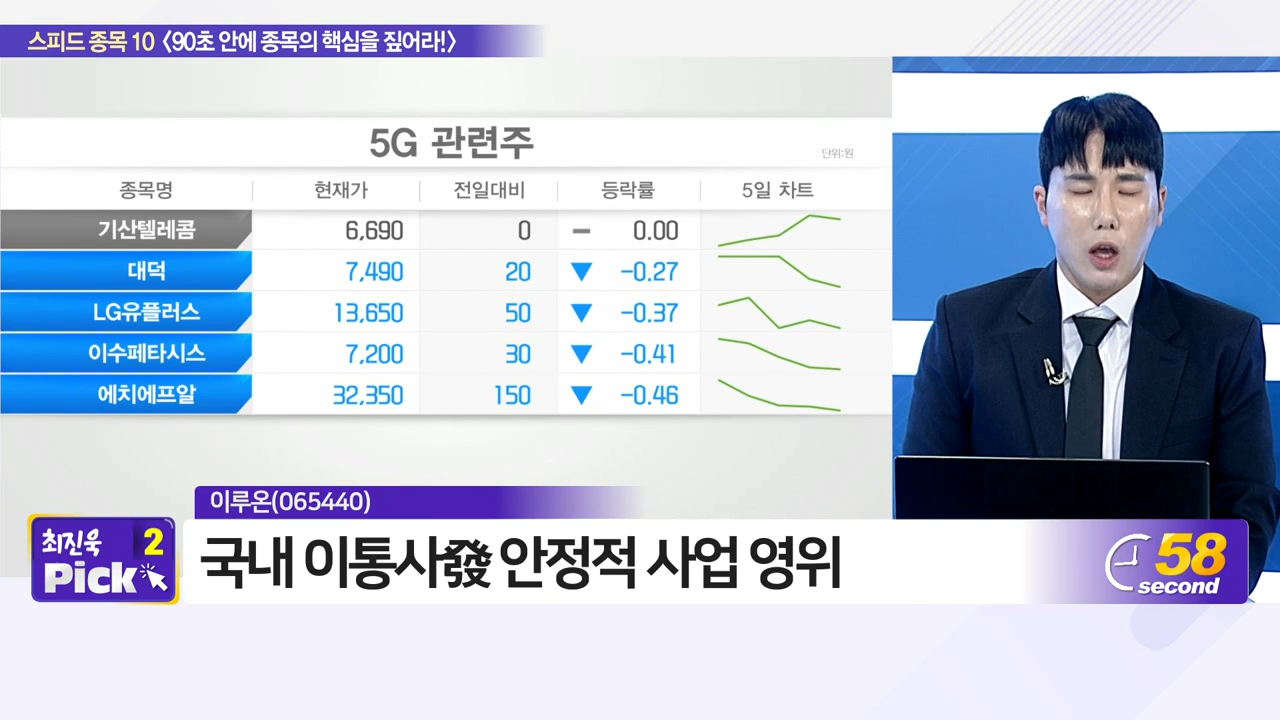 스피드 종목 10 〈90초 안에 종목의 핵심을 짚어라!〉
5G 관련주
단위:원
종목명 현재가 전일대비 등락률 5일 차트
기산텔레콤 6,690 0 - 0.00
대덕 7,490 20 ▼ -0.27
LG유플러스 13,650 50 ▼ -0.37
이수페타시스 7,200 30 ▼ -0.41
에치에프알 32,350 150 ▼ -0.46
이루온(065440)
최진욱 2
Pick
국내 이통사發 안정적 사업 영위
58
second